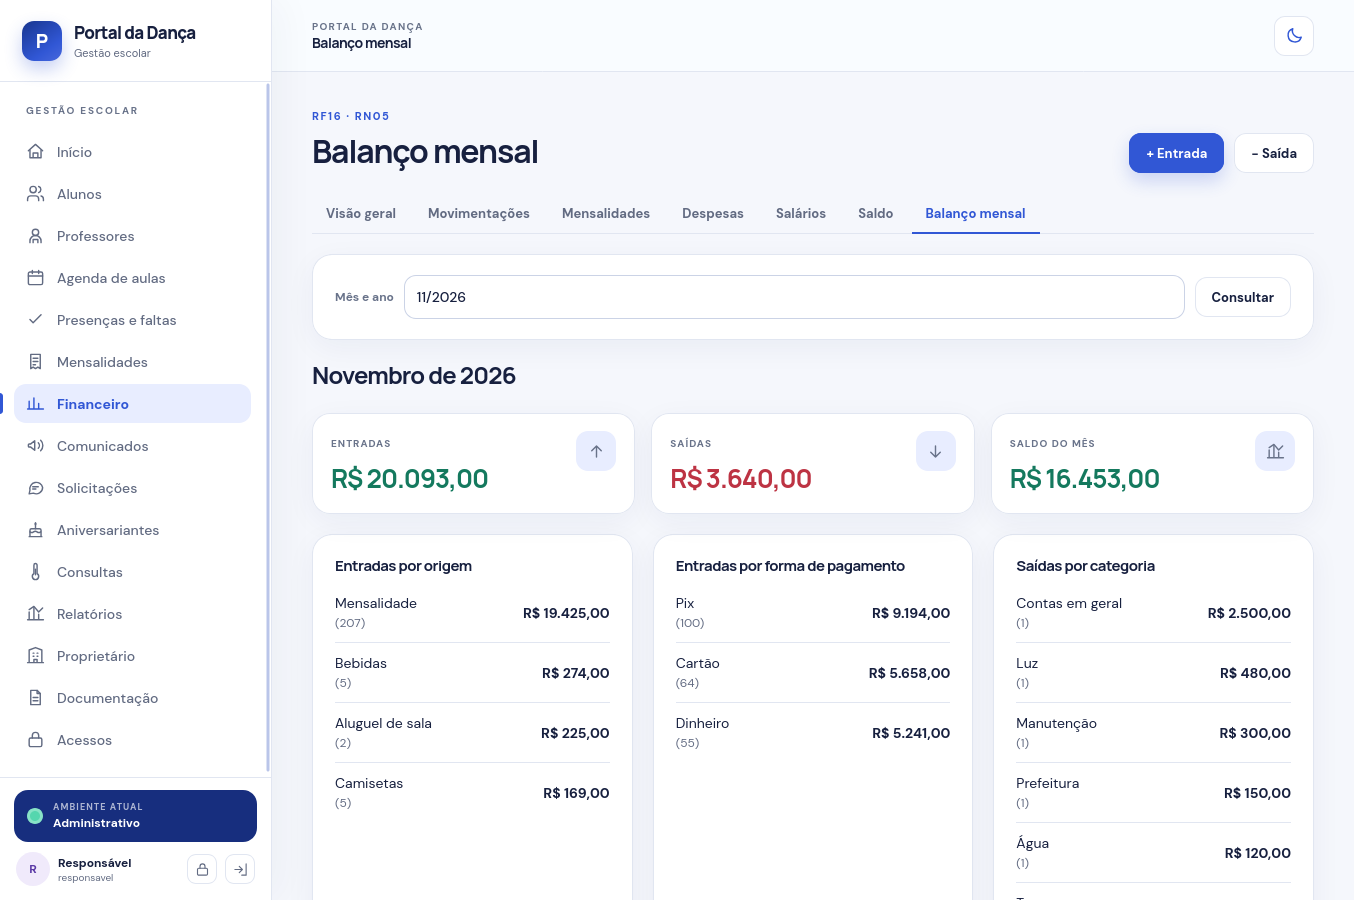 P
Portal da Dança
Gestão escolar
GESTÃO ESCOLAR
Início
Alunos
Professores
Agenda de aulas
Presenças e faltas
Mensalidades
Financeiro
Comunicados
Solicitações
Aniversariantes
Consultas
Relatórios
Proprietário
Documentação
Acessos
AMBIENTE ATUAL
Administrativo
R
Responsável
responsavel
PORTAL DA DANÇA
Balanço mensal
RF16 · RN05
Balanço mensal
+ Entrada
− Saída
Visão geral
Movimentações
Mensalidades
Despesas
Salários
Saldo
Balanço mensal
Mês e ano
11/2026
Consultar
Novembro de 2026
ENTRADAS
R$ 20.093,00
SAÍDAS
R$ 3.640,00
SALDO DO MÊS
R$ 16.453,00
Entradas por origem
Mensalidade
(207)
R$ 19.425,00
Bebidas
(5)
R$ 274,00
Aluguel de sala
(2)
R$ 225,00
Camisetas
(5)
R$ 169,00
Entradas por forma de pagamento
Pix
(100)
R$ 9.194,00
Cartão
(64)
R$ 5.658,00
Dinheiro
(55)
R$ 5.241,00
Saídas por categoria
Contas em geral
(1)
R$ 2.500,00
Luz
(1)
R$ 480,00
Manutenção
(1)
R$ 300,00
Prefeitura
(1)
R$ 150,00
Água
(1)
R$ 120,00